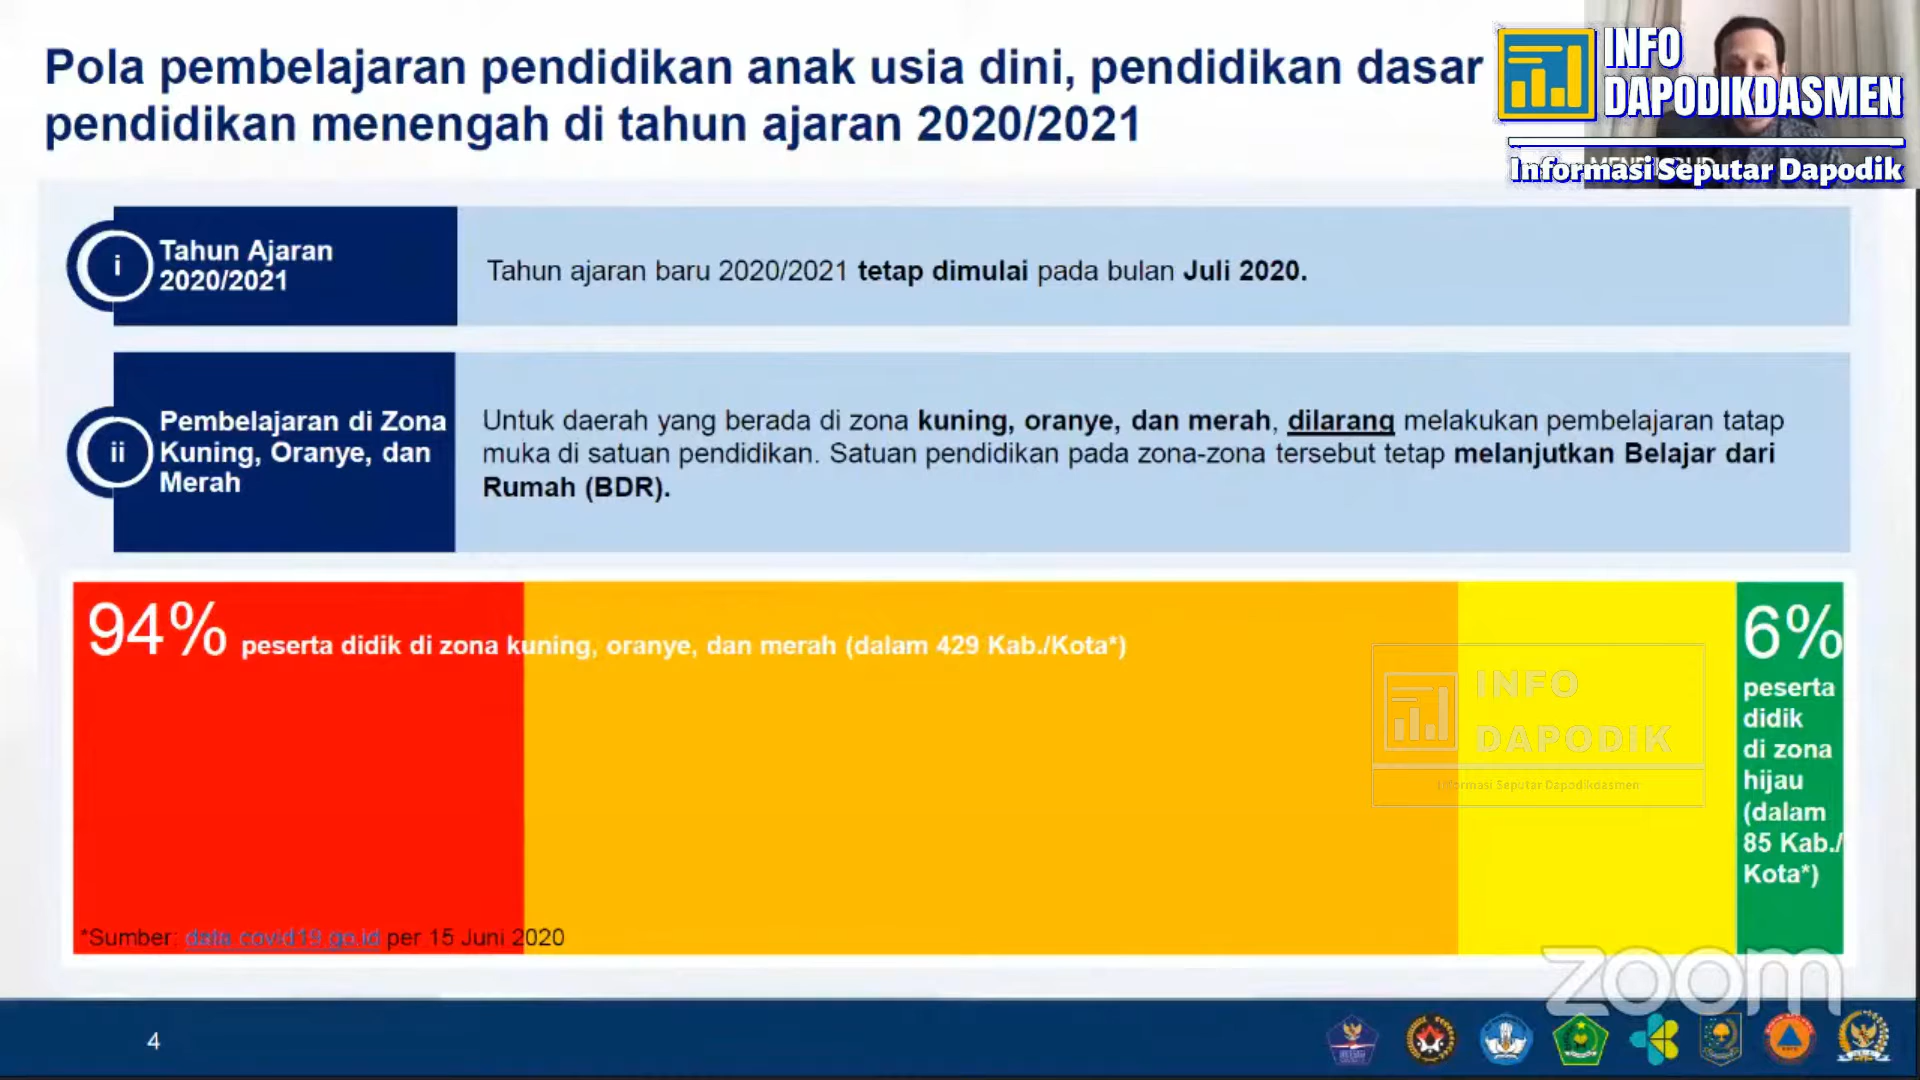 Pola pembelajaran pendidikan anak usia dini, pendidikan dasar
pendidikan menengah di tahun ajaran 2020/2021
INFO
DAPODIKDASMEN
Informasi Seputar Dapodik
i
Tahun Ajaran
2020/2021
Tahun ajaran baru 2020/2021 tetap dimulai pada bulan Juli 2020.
ii
Pembelajaran di Zona
Kuning, Oranye, dan
Merah
Untuk daerah yang berada di zona kuning, oranye, dan merah, dilarang melakukan pembelajaran tatap
muka di satuan pendidikan. Satuan pendidikan pada zona-zona tersebut tetap melanjutkan Belajar dari
Rumah (BDR).
94% peserta didik di zona kuning, oranye, dan merah (dalam 429 Kab./Kota*)
6%
peserta
didik
di zona
hijau
(dalam
85 Kab./
Kota*)
INFO
DAPODIK
Informasi Seputar Dapodikdasmen
*Sumber: data.covid19.go.id per 15 Juni 2020
zoom
4